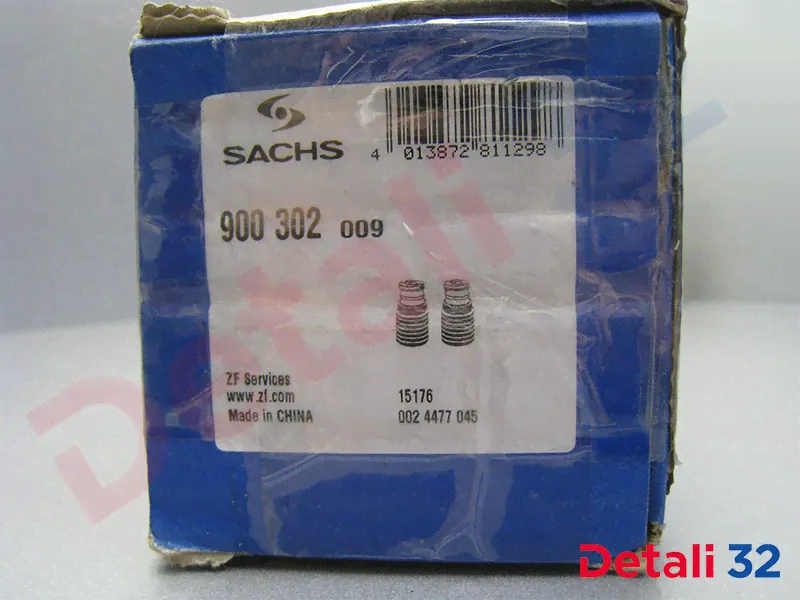 SACHS
4 013872 811298
900 302 009
ZF Services
www.zf.com
Made in CHINA
15176
002 4477 045
Detali
Detali 32